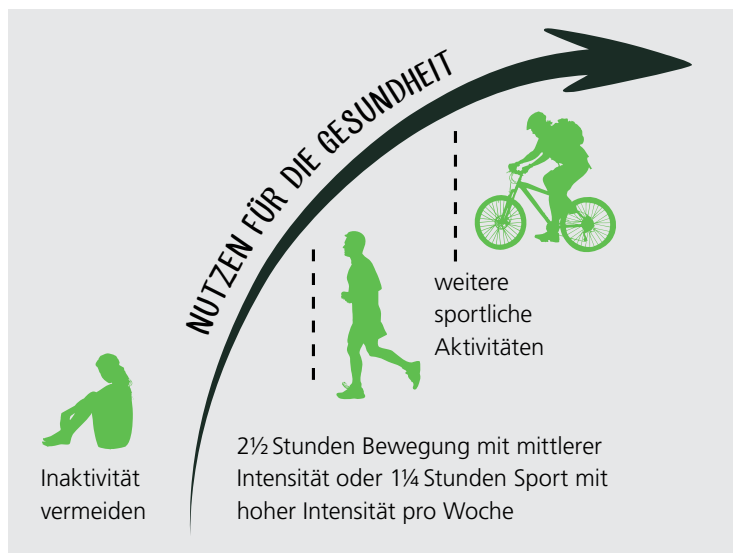 NUTZEN FÜR DIE GESUNDHEIT
weitere
sportliche
Aktivitäten
Inaktivität
vermeiden
2½ Stunden Bewegung mit mittlerer
Intensität oder 1¼ Stunden Sport mit
hoher Intensität pro Woche